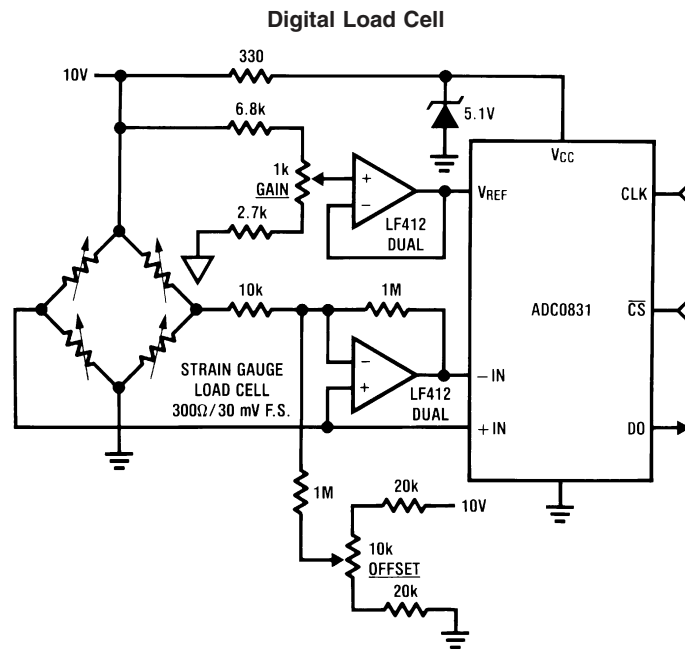 Digital Load Cell
330
10V
5.1V
6.8k
VCC
1k
GAIN
VREF
CLK
2.7k
LF412
DUAL
10k
1M
ADC0831
CS
STRAIN GAUGE
LOAD CELL
300Ω/30 mV F.S.
LF412
DUAL
−IN
+IN
DO
1M
20k
10V
10k
OFFSET
20k